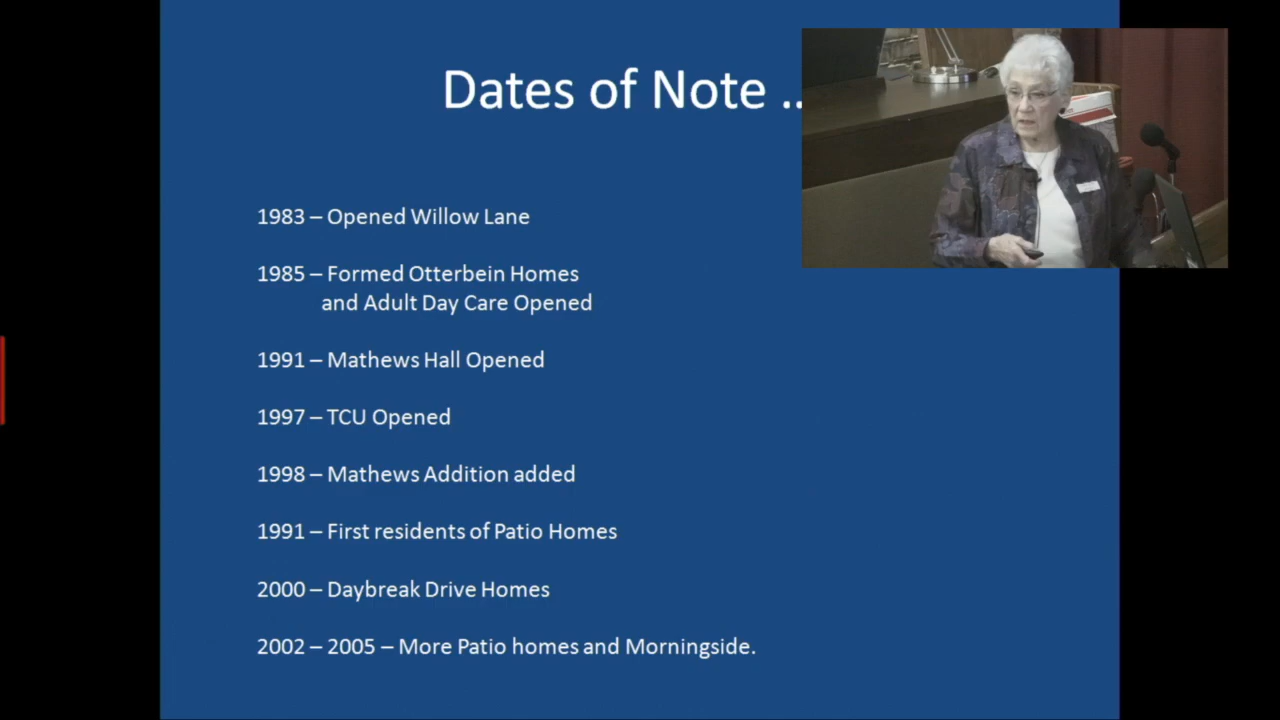 Dates of Note ..
1983 – Opened Willow Lane
1985 – Formed Otterbein Homes
and Adult Day Care Opened
1991 – Mathews Hall Opened
1997 – TCU Opened
1998 – Mathews Addition added
1991 – First residents of Patio Homes
2000 – Daybreak Drive Homes
2002 – 2005 – More Patio homes and Morningside.